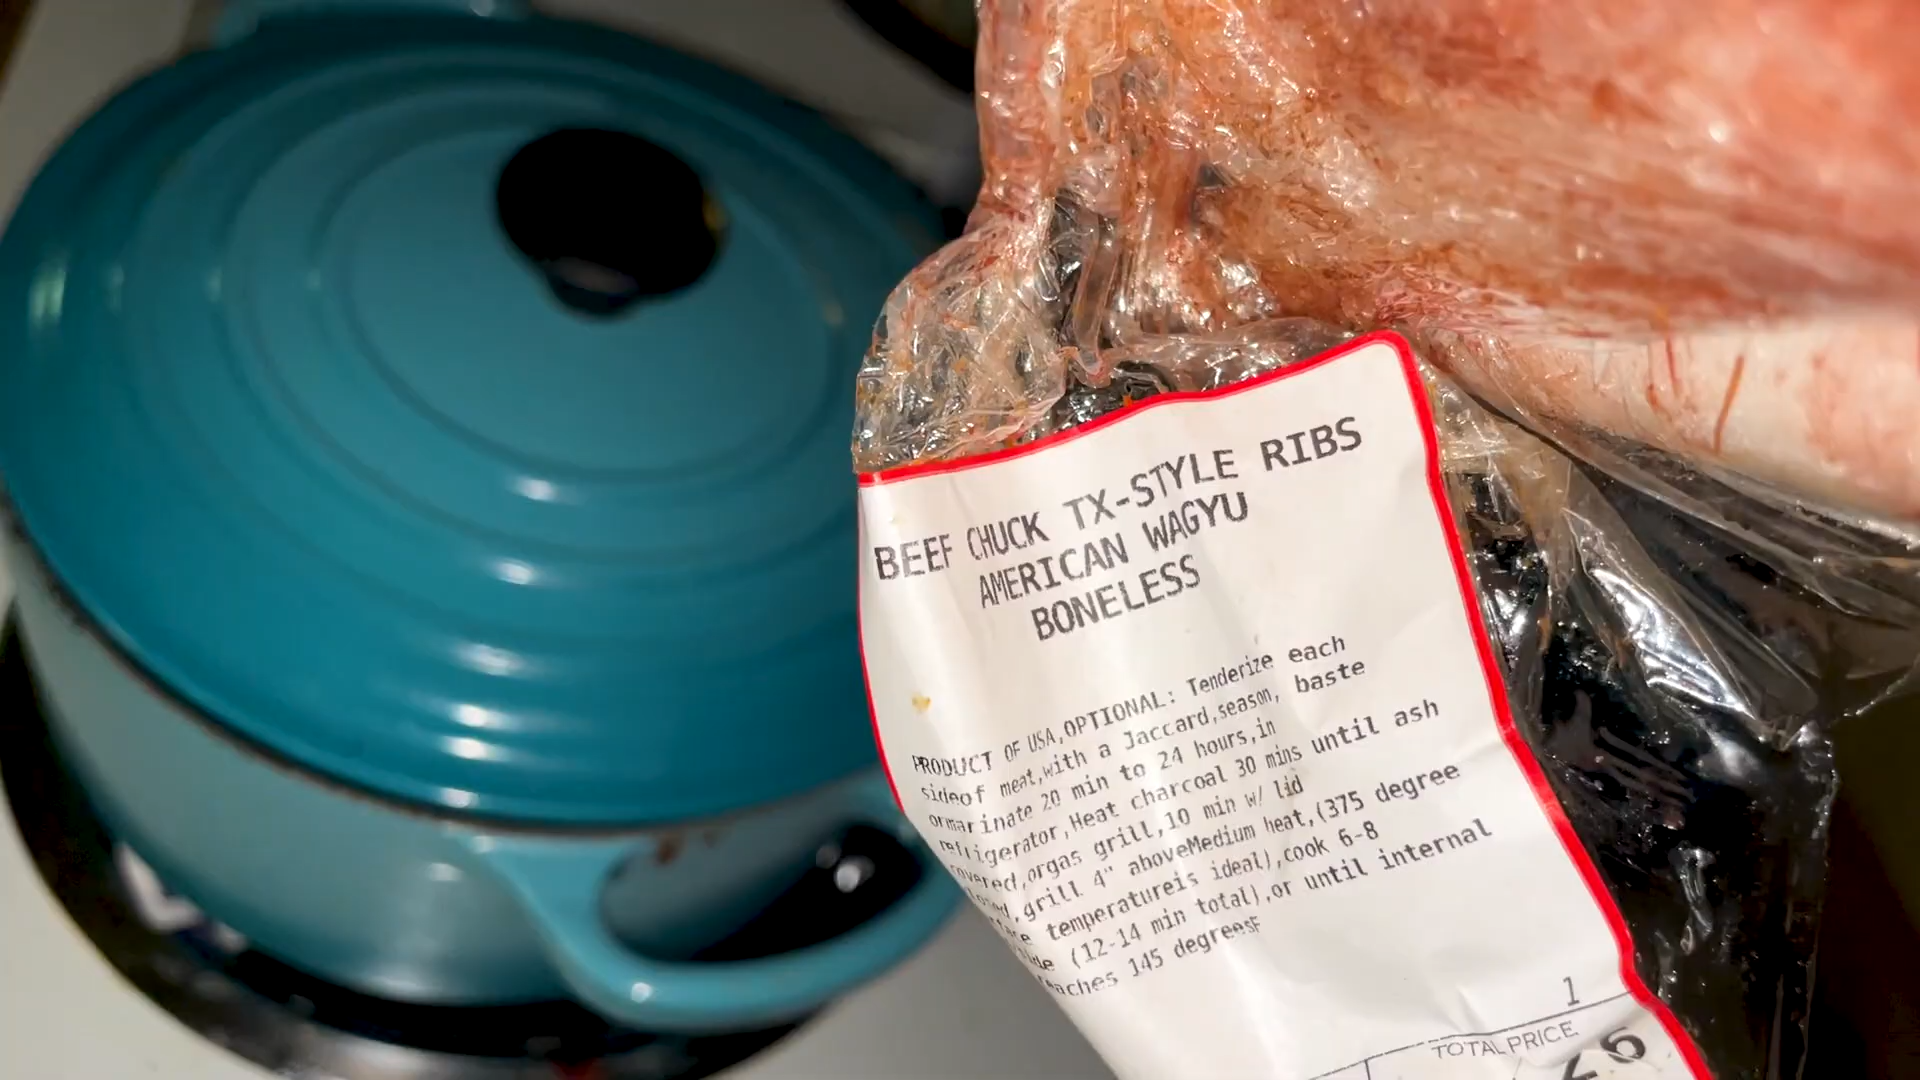 BEEF CHUCK TX-STYLE RIBS
AMERICAN WAGYU
BONELESS
PRODUCT OF USA,OPTIONAL: Tenderize each
sideof meat,with a Jaccard,season, baste
ormarinate 20 min to 24 hours,in
refrigerator,Heat charcoal 30 mins until ash
covered,orgas grill,10 min w/ lid
grill 4" aboveMedium heat,(375 degree
temperatureis ideal),cook 6-8
(12-14 min total),or until internal
reaches 145 degreesF
1
TOTAL PRICE